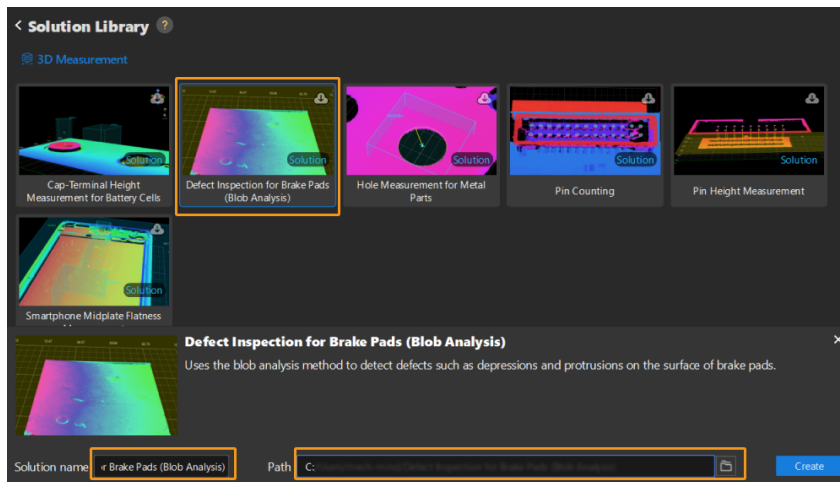 Solution Library ?
3D Measurement
Solution
Solution
Solution
Solution
Solution
Cap-Terminal Height
Measurement for Battery Cells
Defect Inspection for Brake Pads
(Blob Analysis)
Hole Measurement for Metal
Parts
Pin Counting
Pin Height Measurement
Solution
Smartphone Midplate Flatness
Defect Inspection for Brake Pads (Blob Analysis)
Uses the blob analysis method to detect defects such as depressions and protrusions on the surface of brake pads.
Solution name
r Brake Pads (Blob Analysis)
Path
C:
Create